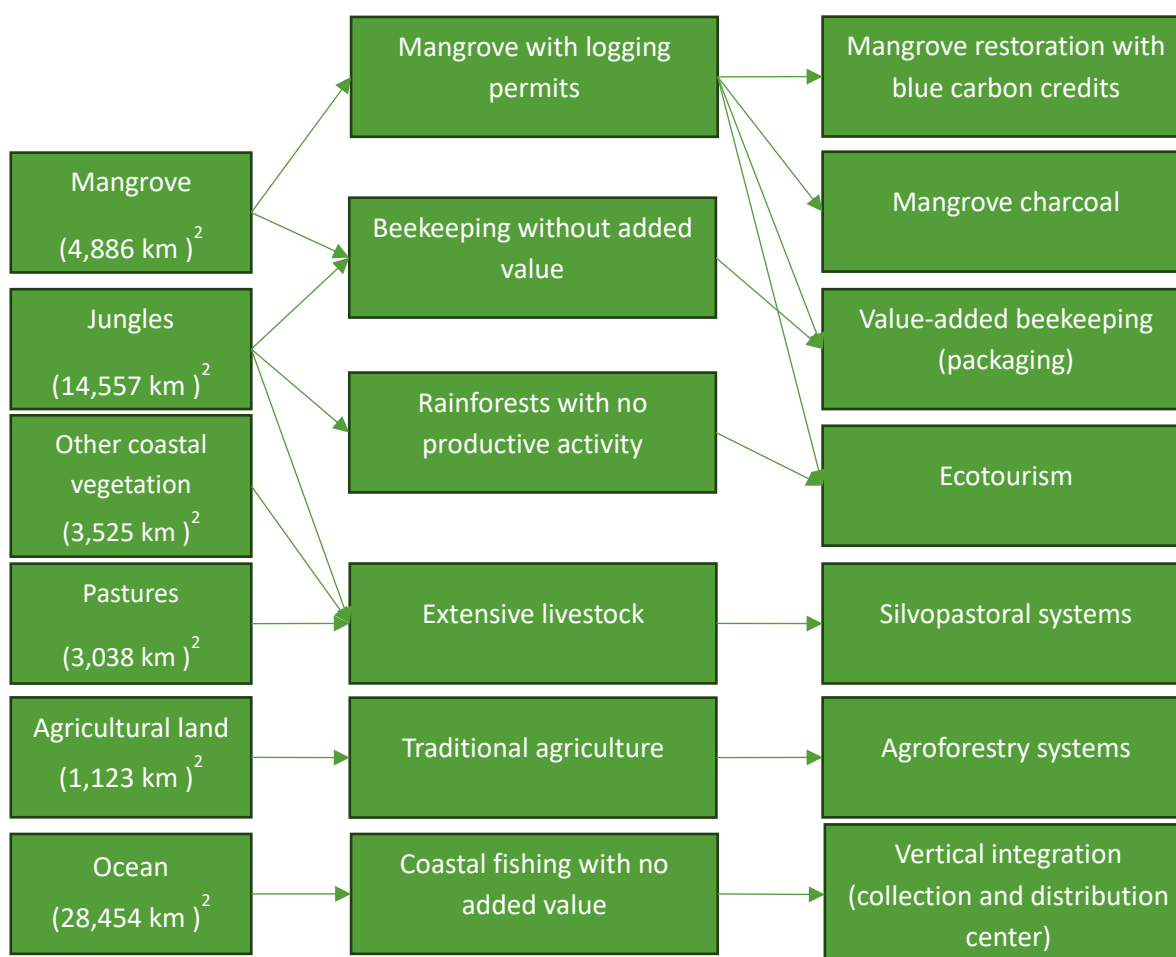 Mangrove with logging
permits
Mangrove restoration with
blue carbon credits
Mangrove
(4,886 km )²
Mangrove charcoal
Beekeeping without added
value
Jungles
(14,557 km )²
Value-added beekeeping
(packaging)
Rainforests with no
productive activity
Other coastal
vegetation
(3,525 km )²
Ecotourism
Pastures
(3,038 km )²
Extensive livestock
Silvopastoral systems
Agricultural land
(1,123 km )²
Traditional agriculture
Agroforestry systems
Ocean
(28,454 km )²
Coastal fishing with no
added value
Vertical integration
(collection and distribution
center)